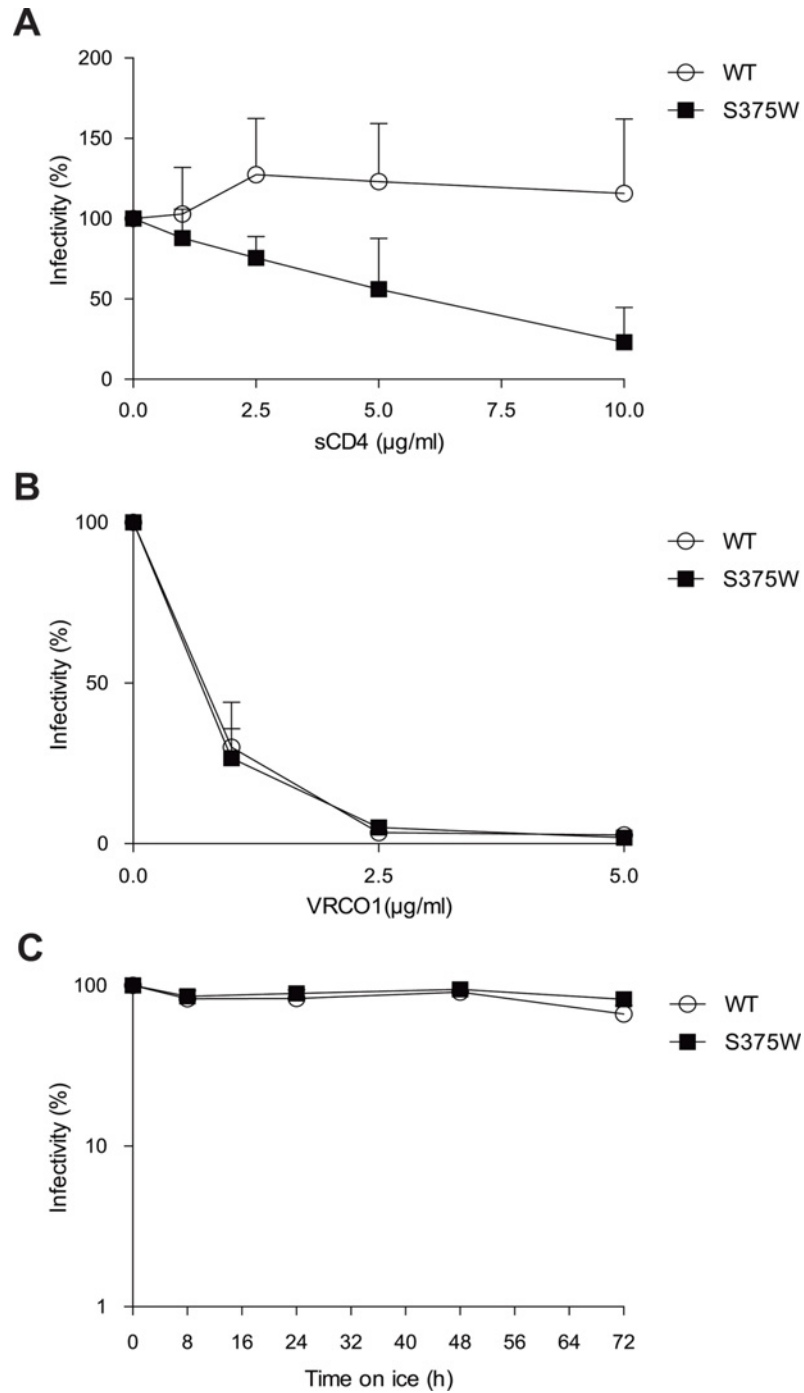 A
Infectivity (%)
200
150
100
50
0
0.0 2.5 5.0 7.5 10.0
sCD4 (µg/ml)
WT
S375W
B
Infectivity (%)
100
50
0
0.0 2.5 5.0
VRCO1(µg/ml)
WT
S375W
C
Infectivity (%)
100
10
1
0 8 16 24 32 40 48 56 64 72
Time on ice (h)
WT
S375W